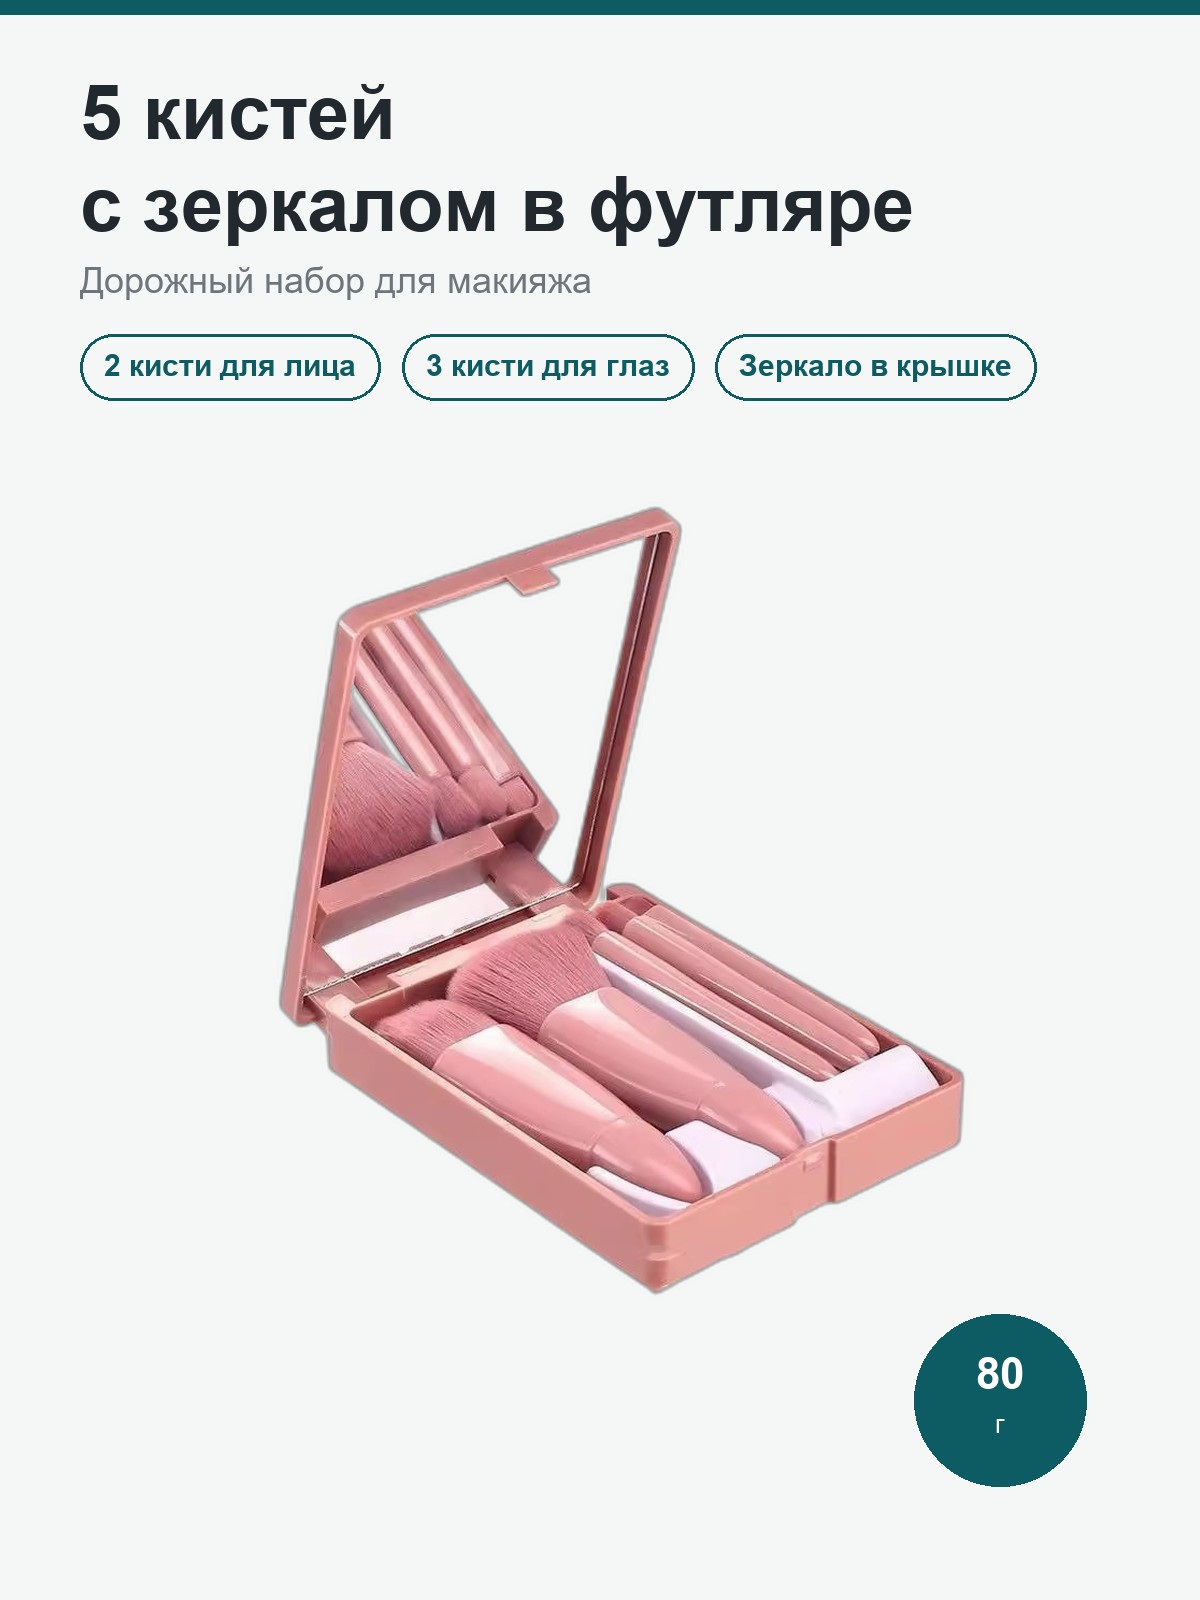 5 кистей
с зеркалом в футляре
Дорожный набор для макияжа
2 кисти для лица
3 кисти для глаз
Зеркало в крышке
80
г